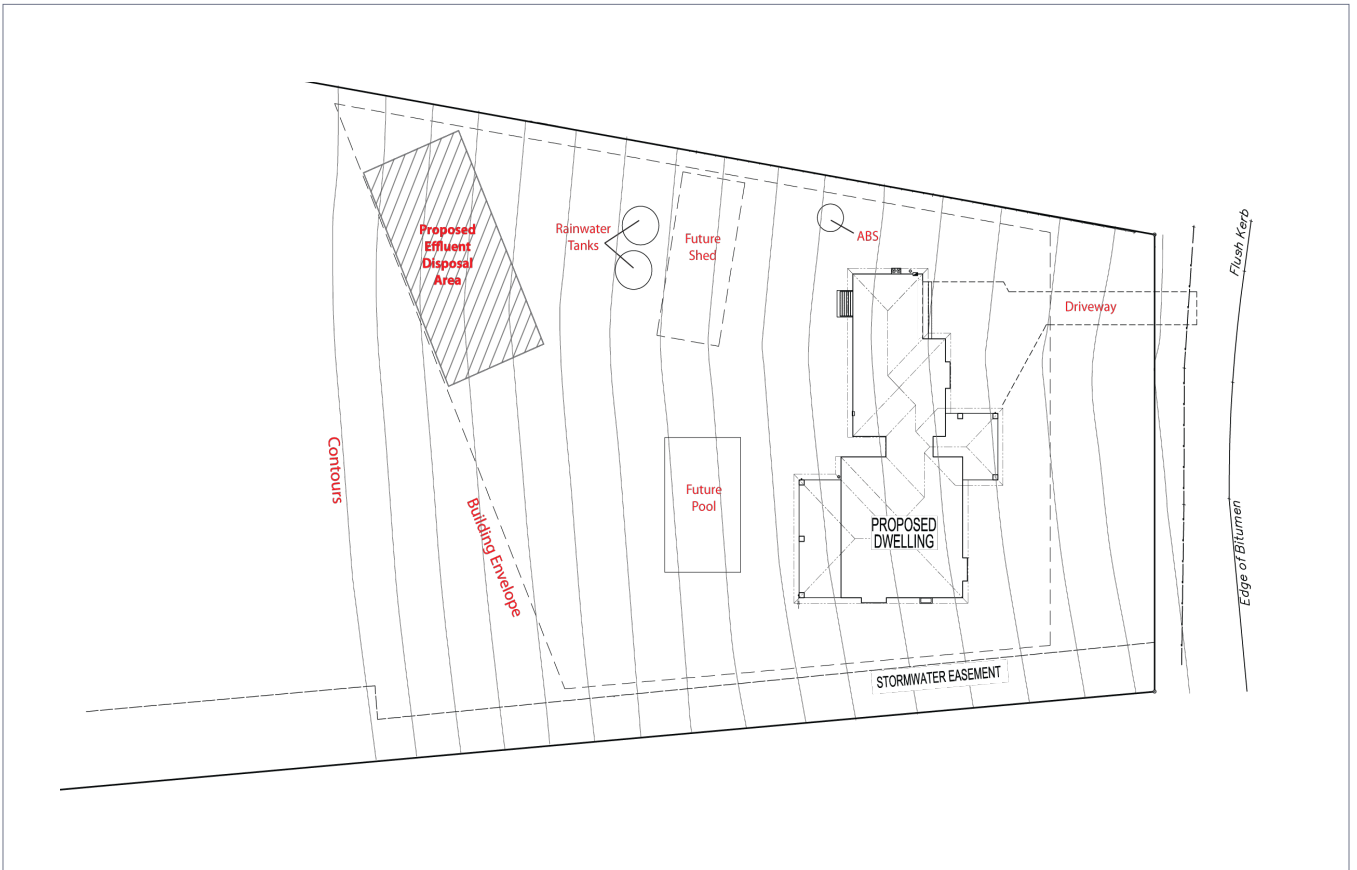 Flush Kerb
Rainwater
Tanks
Proposed
Effluent
Disposal
Area
Future
Shed
ABS
Driveway
Contours
Building Envelope
Future
Pool
PROPOSED
DWELLING
Edge of Bitumen
STORMWATER EASEMENT